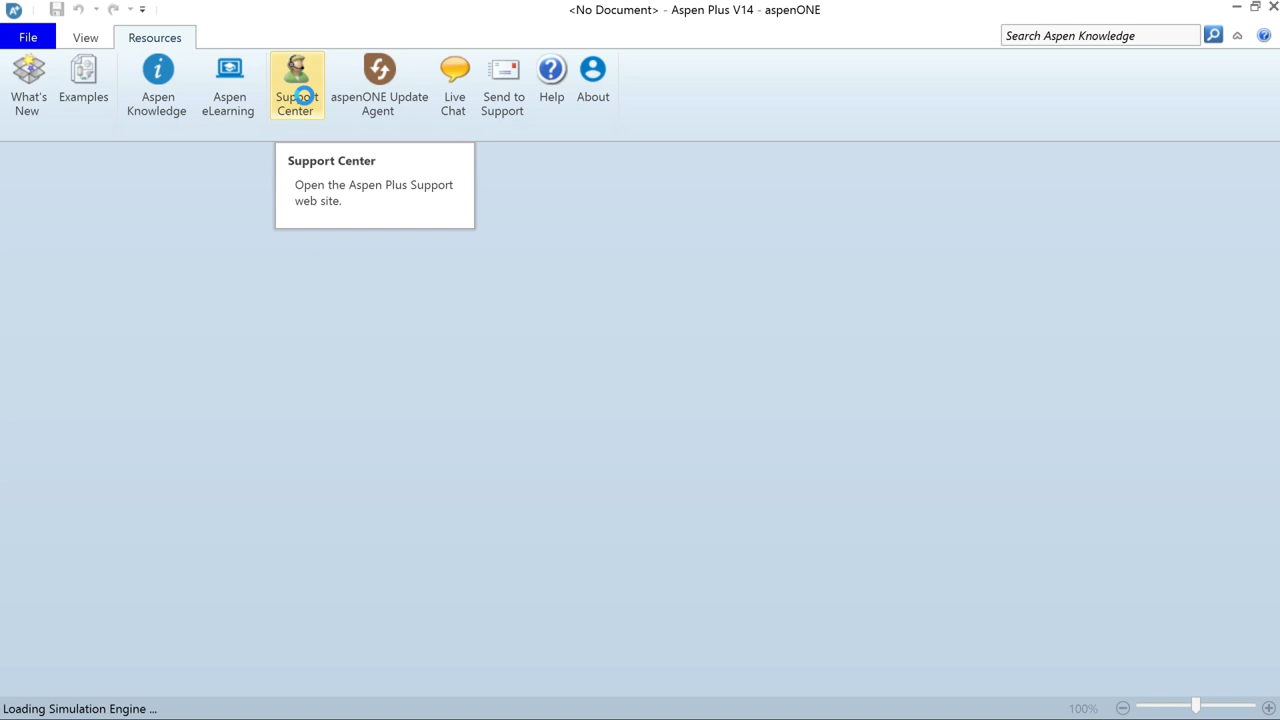 <No Document> - Aspen Plus V14 - aspenONE
File
View
Resources
Search Aspen Knowledge
What's New
Examples
Aspen Knowledge
Aspen eLearning
Support Center
aspenONE Update Agent
Live Chat
Send to Support
Help
About
Support Center
Open the Aspen Plus Support
web site.
Loading Simulation Engine ...
100%